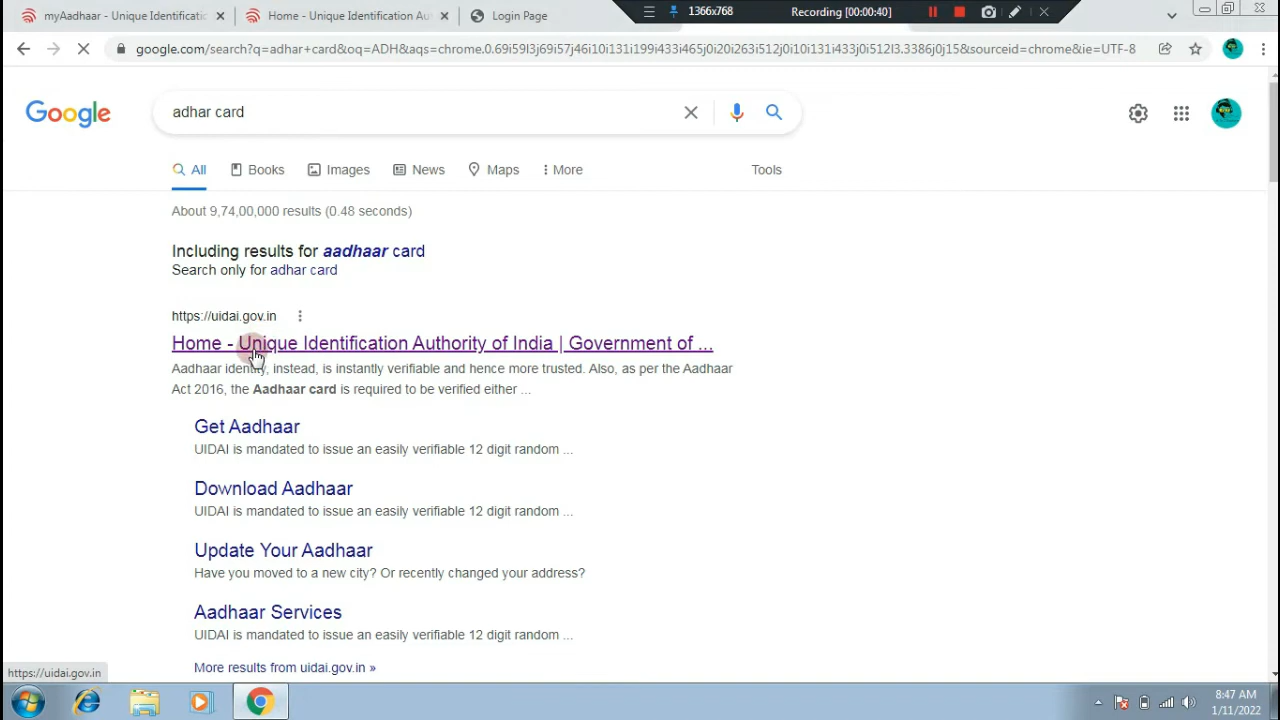 myAadhar - Unique Identificatio
Home - Unique Identification Au
Login Page
1366x768
Recording [00:00:40]
google.com/search?q=adhar+card&oq=ADH&aqs=chrome.0.69i59l3j69i57j46i10i131i199i433i465j0i20i263i512j0i10i131i433j0i512l3.3386j0j15&sourceid=chrome&ie=UTF-8
Google
adhar card
All
Books
Images
News
Maps
More
Tools
About 9,74,00,000 results (0.48 seconds)
Including results for aadhaar card
Search only for adhar card
https://uidai.gov.in
Home - Unique Identification Authority of India | Government of ...
Aadhaar identity, instead, is instantly verifiable and hence more trusted. Also, as per the Aadhaar
Act 2016, the Aadhaar card is required to be verified either ...
Get Aadhaar
UIDAI is mandated to issue an easily verifiable 12 digit random ...
Download Aadhaar
UIDAI is mandated to issue an easily verifiable 12 digit random ...
Update Your Aadhaar
Have you moved to a new city? Or recently changed your address?
Aadhaar Services
UIDAI is mandated to issue an easily verifiable 12 digit random ...
More results from uidai.gov.in »
https://uidai.gov.in
8:47 AM
1/11/2022